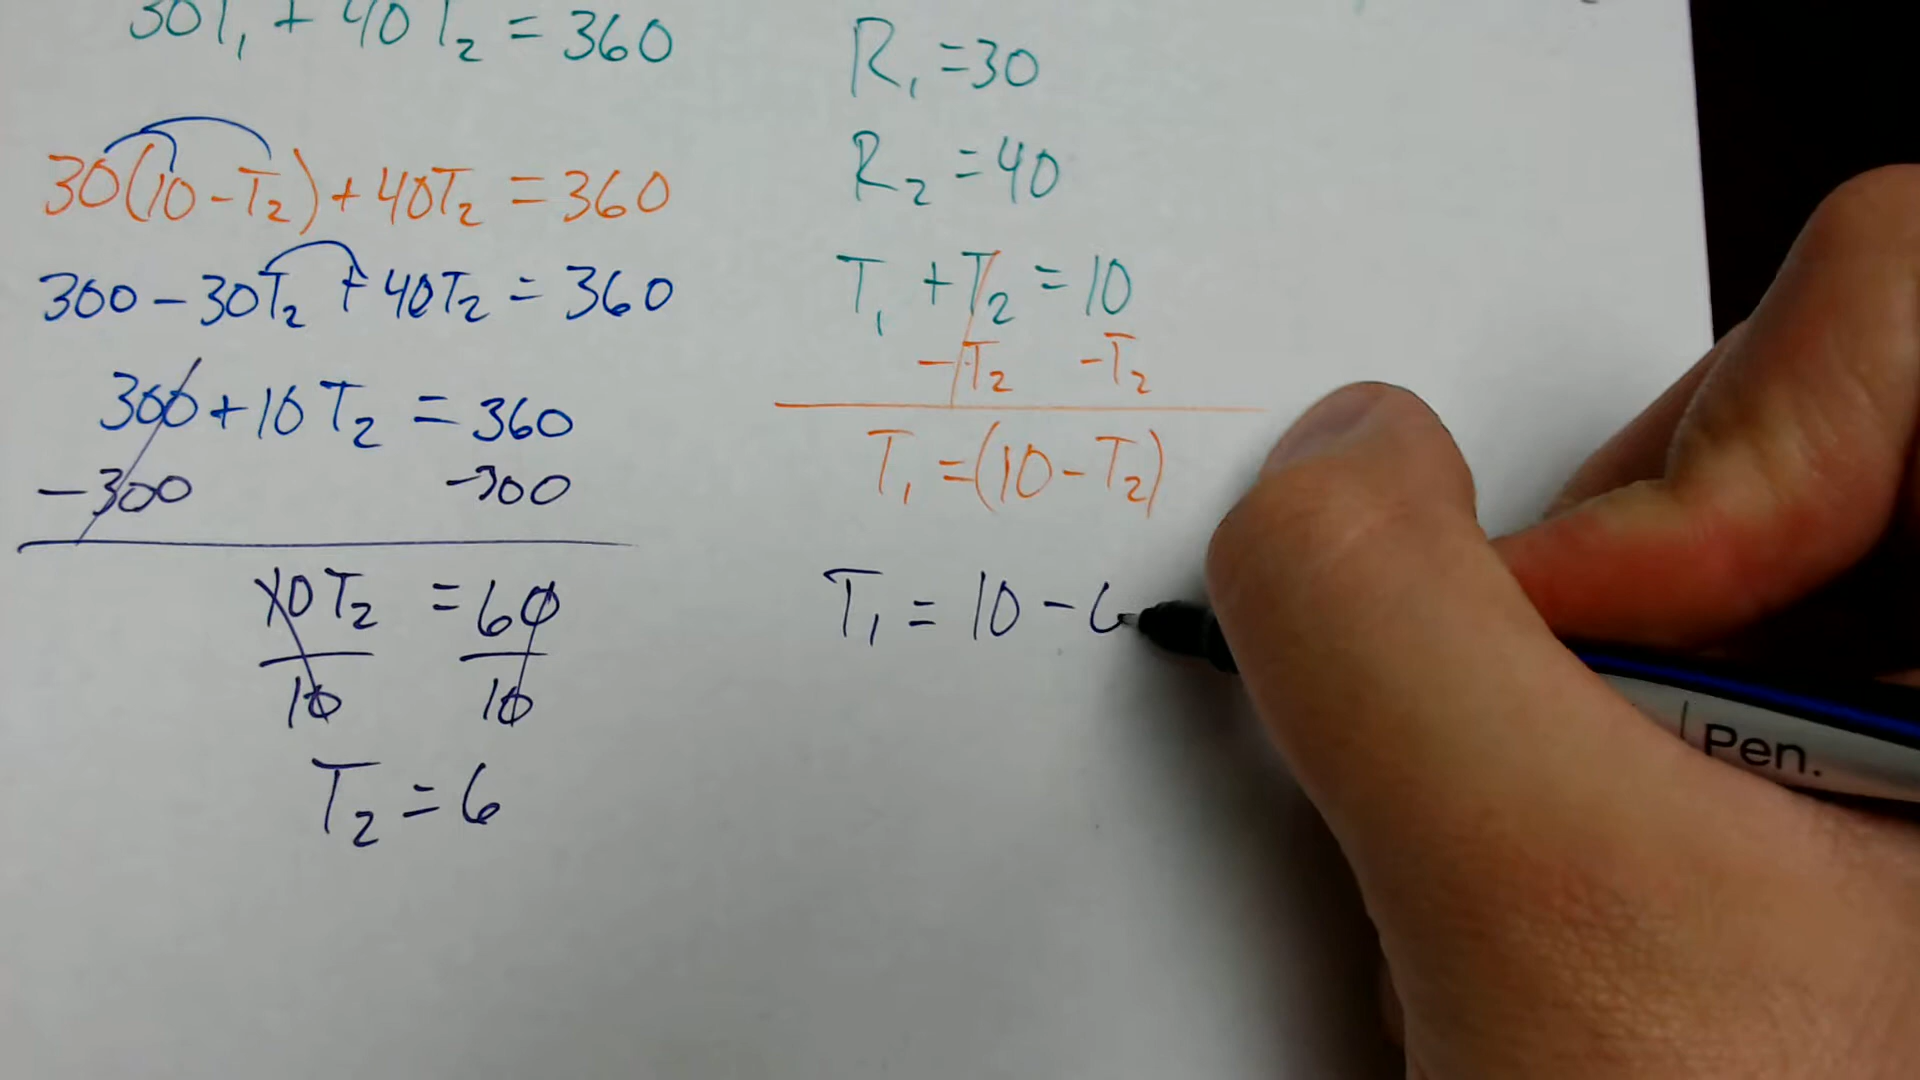 30T₁ + 40T₂ = 360
30(10 - T₂) + 40T₂ = 360
300 - 30T₂ + 40T₂ = 360
300 + 10T₂ = 360
-300 -300
10T₂ = 60
10 10
T₂ = 6
R₁ = 30
R₂ = 40
T₁ + T₂ = 10
-T₂ -T₂
T₁ = (10 - T₂)
T₁ = 10 - 6
Pen.